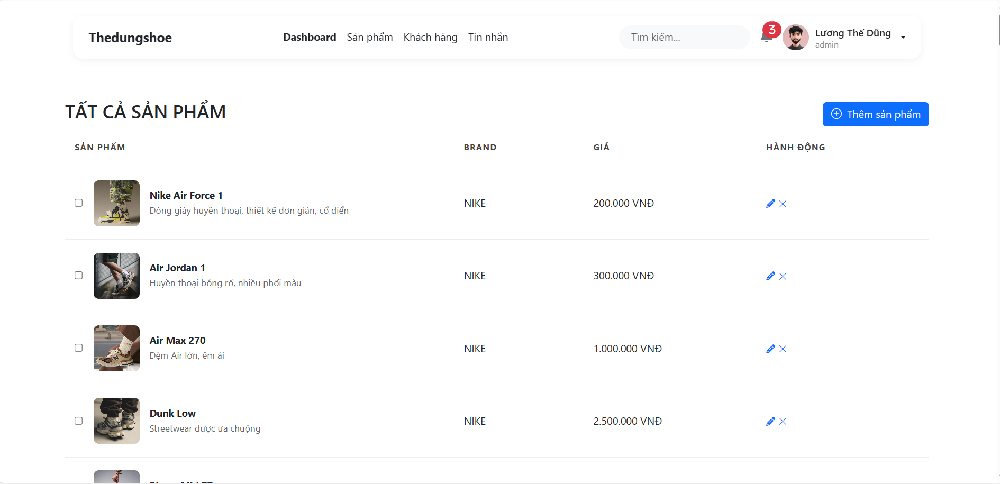 Thedungshoe
Dashboard Sản phẩm Khách hàng Tin nhắn
Tìm kiếm...
3
Lương Thế Dũng
admin
TẤT CẢ SẢN PHẨM
Thêm sản phẩm
SẢN PHẨM BRAND GIÁ HÀNH ĐỘNG
Nike Air Force 1
Dòng giày huyền thoại, thiết kế đơn giản, cổ điển
NIKE
200.000 VNĐ
Air Jordan 1
Huyền thoại bóng rổ, nhiều phối màu
NIKE
300.000 VNĐ
Air Max 270
Đệm Air lớn, êm ái
NIKE
1.000.000 VNĐ
Dunk Low
Streetwear được ưa chuộng
NIKE
2.500.000 VNĐ